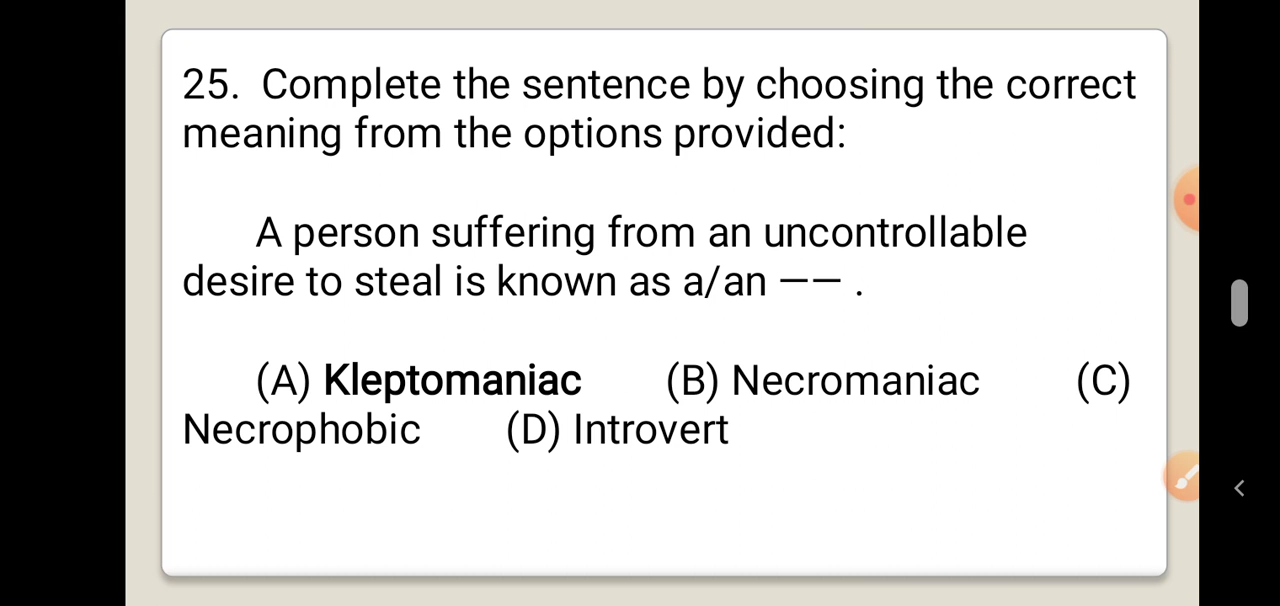 25.  Complete the sentence by choosing the correct
meaning from the options provided:
A person suffering from an uncontrollable
desire to steal is known as a/an –– .
(A) Kleptomaniac (B) Necromaniac (C)
Necrophobic (D) Introvert